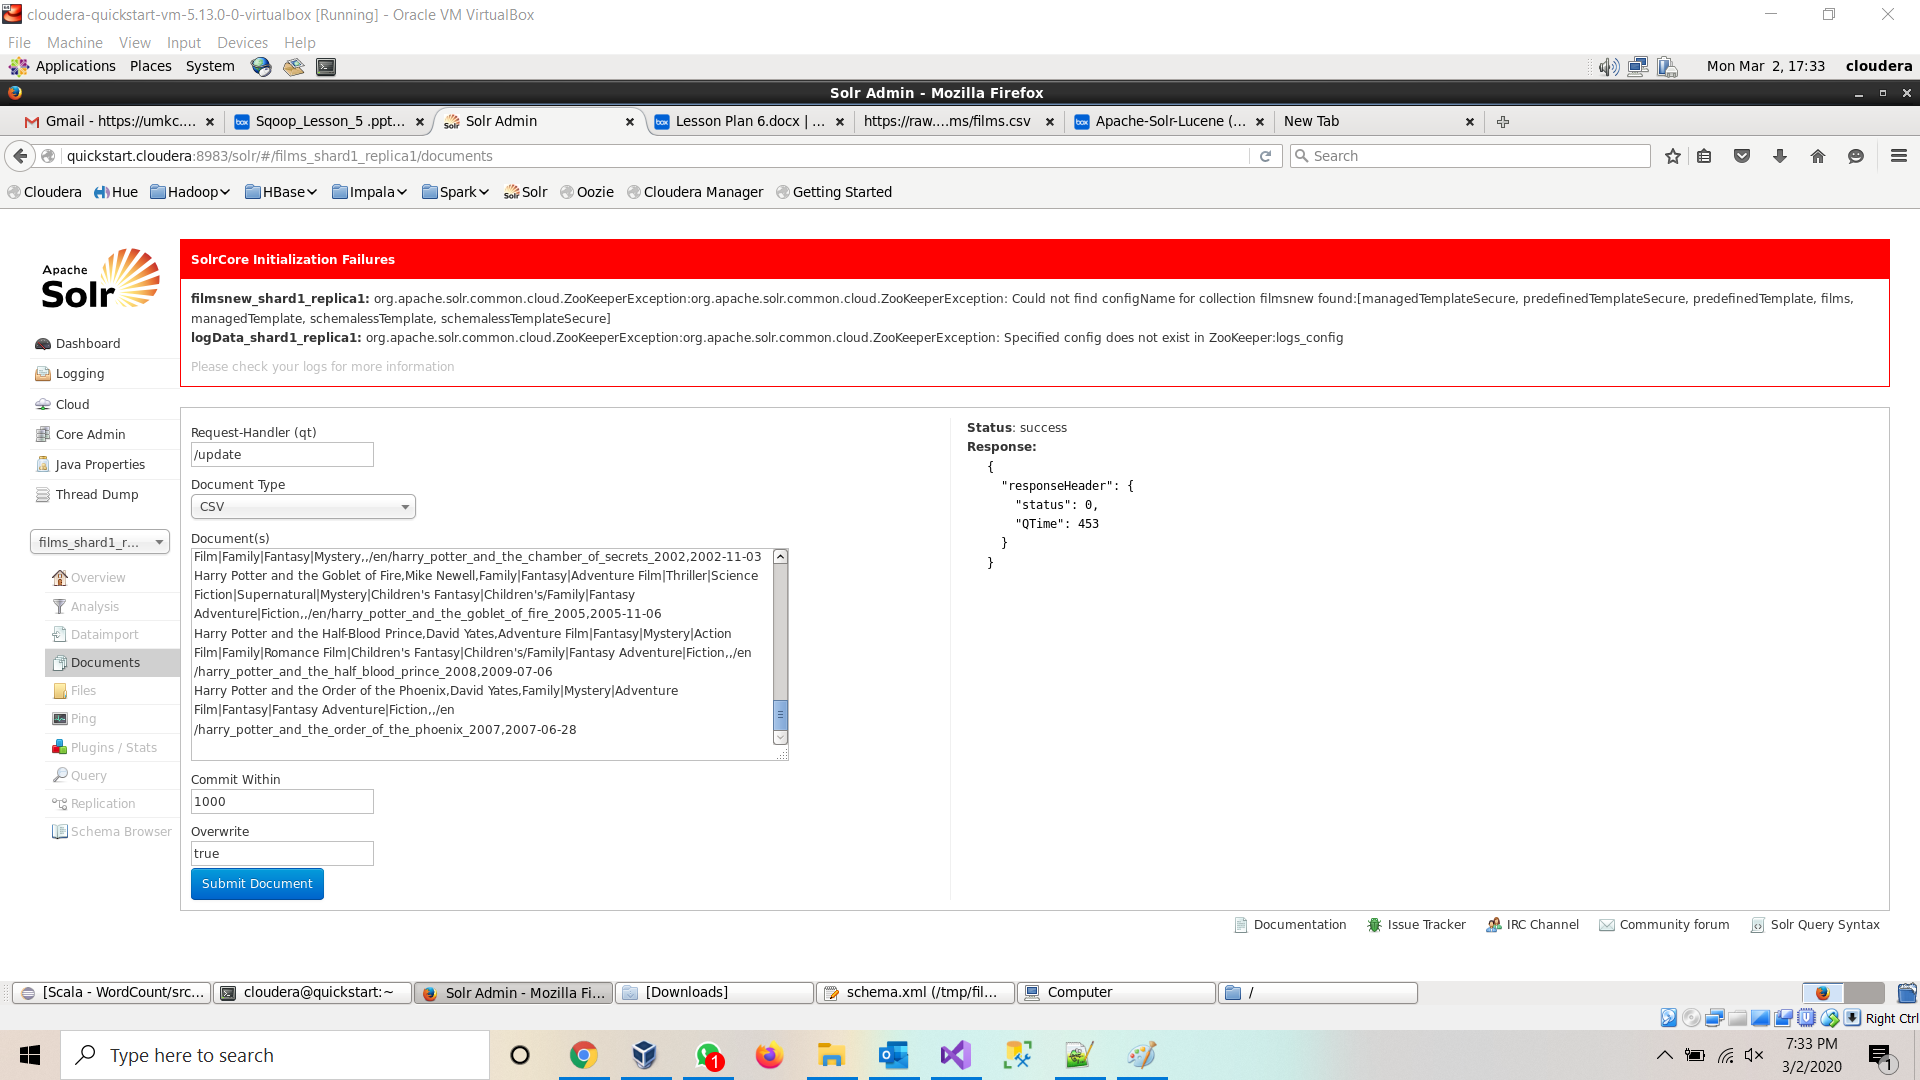 cloudera-quickstart-vm-5.13.0-0-virtualbox [Running] - Oracle VM VirtualBox
File Machine View Input Devices Help
Applications Places System Mon Mar 2, 17:33 cloudera
Solr Admin - Mozilla Firefox
Gmail - https://umkc.... Sqoop_Lesson_5 .ppt... Solr Admin Lesson Plan 6.docx | ... https://raw....ms/films.csv Apache-Solr-Lucene (... New Tab
quickstart.cloudera:8983/solr/#/films_shard1_replica1/documents Search
Cloudera Hue Hadoop HBase Impala Spark Solr Oozie Cloudera Manager Getting Started
Apache Solr
SolrCore Initialization Failures
filmsnew_shard1_replica1: org.apache.solr.common.cloud.ZooKeeperException:org.apache.solr.common.cloud.ZooKeeperException: Could not find configName for collection filmsnew found:[managedTemplateSecure, predefinedTemplateSecure, predefinedTemplate, films,
managedTemplate, schemalessTemplate, schemalessTemplateSecure]
logData_shard1_replica1: org.apache.solr.common.cloud.ZooKeeperException:org.apache.solr.common.cloud.ZooKeeperException: Specified config does not exist in ZooKeeper:logs_config
Please check your logs for more information
Dashboard
Logging
Cloud
Core Admin
Java Properties
Thread Dump
films_shard1_r...
Overview
Analysis
Dataimport
Documents
Files
Ping
Plugins / Stats
Query
Replication
Schema Browser
Request-Handler (qt)
/update
Document Type
CSV
Document(s)
Film|Family|Fantasy|Mystery,,/en/harry_potter_and_the_chamber_of_secrets_2002,2002-11-03
Harry Potter and the Goblet of Fire,Mike Newell,Family|Fantasy|Adventure Film|Thriller|Science
Fiction|Supernatural|Mystery|Children's Fantasy|Children's/Family|Fantasy
Adventure|Fiction,,/en/harry_potter_and_the_goblet_of_fire_2005,2005-11-06
Harry Potter and the Half-Blood Prince,David Yates,Adventure Film|Fantasy|Mystery|Action
Film|Family|Romance Film|Children's Fantasy|Children's/Family|Fantasy Adventure|Fiction,,/en
/harry_potter_and_the_half_blood_prince_2008,2009-07-06
Harry Potter and the Order of the Phoenix,David Yates,Family|Mystery|Adventure
Film|Fantasy|Fantasy Adventure|Fiction,,/en
/harry_potter_and_the_order_of_the_phoenix_2007,2007-06-28
Commit Within
1000
Overwrite
true
Submit Document
Status: success
Response:
{
"responseHeader": {
"status": 0,
"QTime": 453
}
}
Documentation Issue Tracker IRC Channel Community forum Solr Query Syntax
[Scala - WordCount/src... cloudera@quickstart:~ Solr Admin - Mozilla Fi... [Downloads] schema.xml (/tmp/fil... Computer /
Right Ctrl
Type here to search
1
7:33 PM
3/2/2020
1